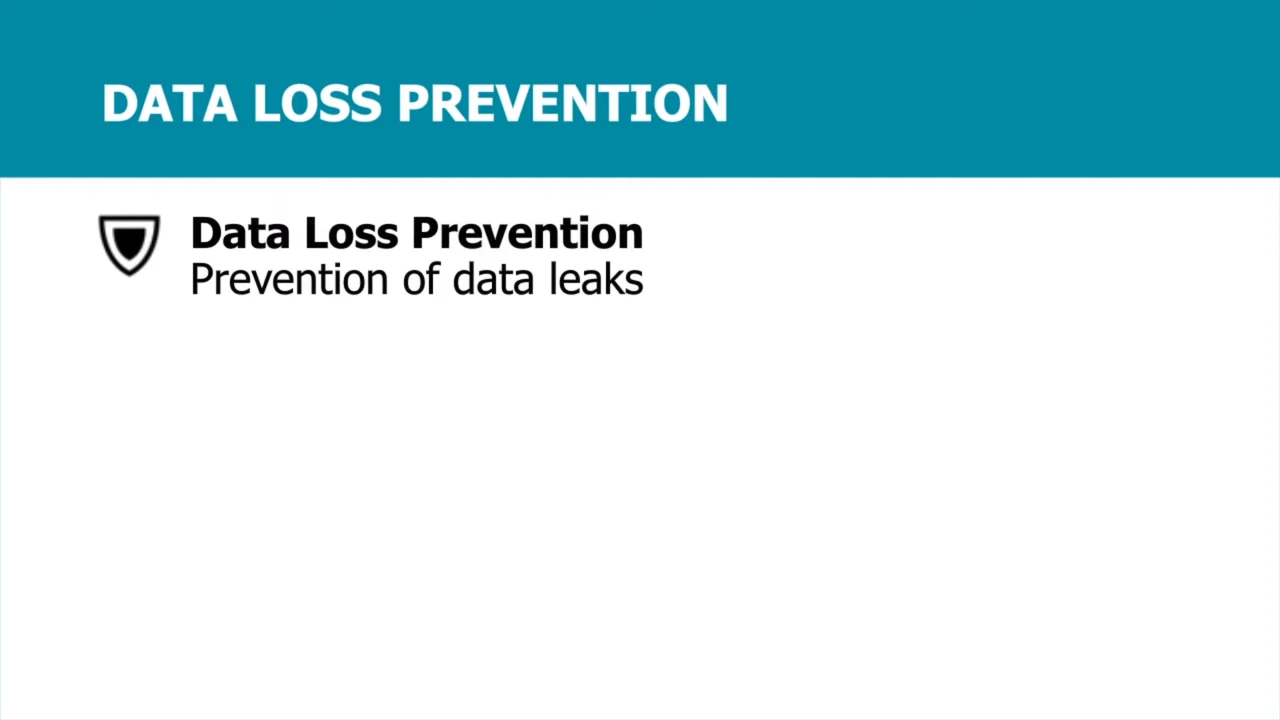 DATA LOSS PREVENTION
Data Loss Prevention
Prevention of data leaks